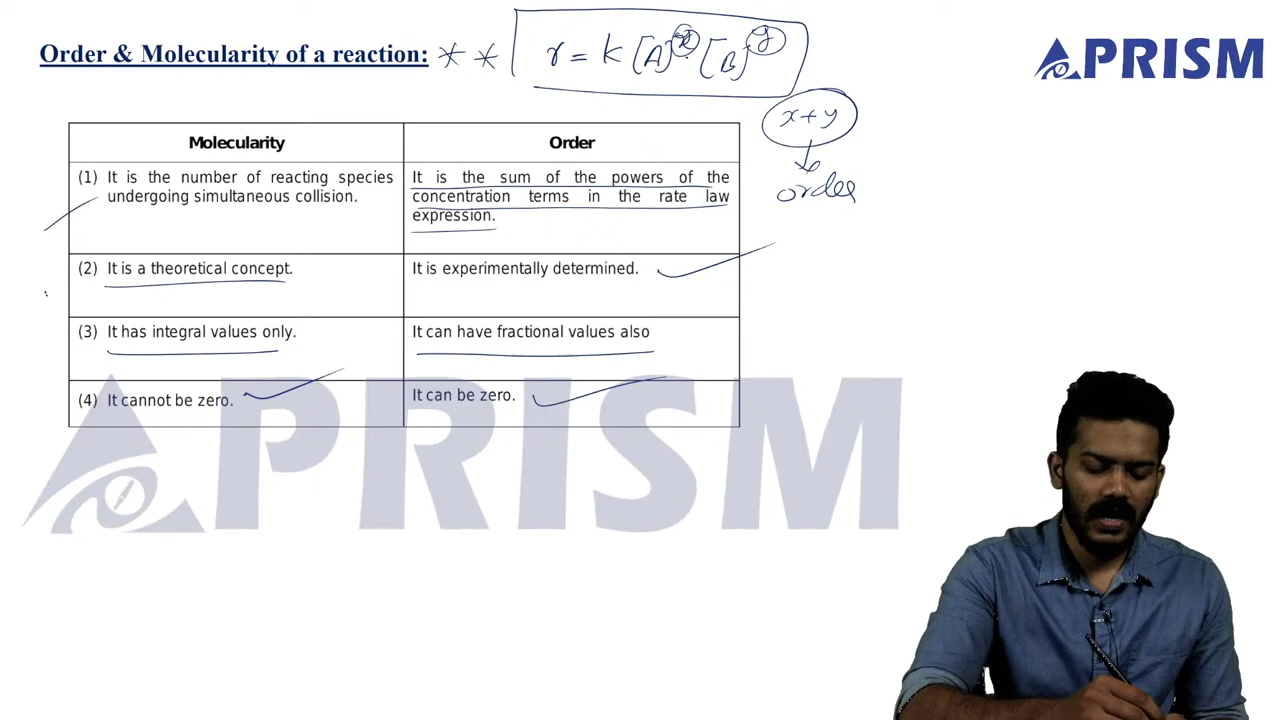 Order & Molecularity of a reaction: * * r = k [A]^x [B]^y
PRISM
x + y
order
Molecularity
Order
(1) It is the number of reacting species
undergoing simultaneous collision.
It is the sum of the powers of the
concentration terms in the rate law
expression.
(2) It is a theoretical concept.
It is experimentally determined.
(3) It has integral values only.
It can have fractional values also
(4) It cannot be zero.
It can be zero.
PRISM